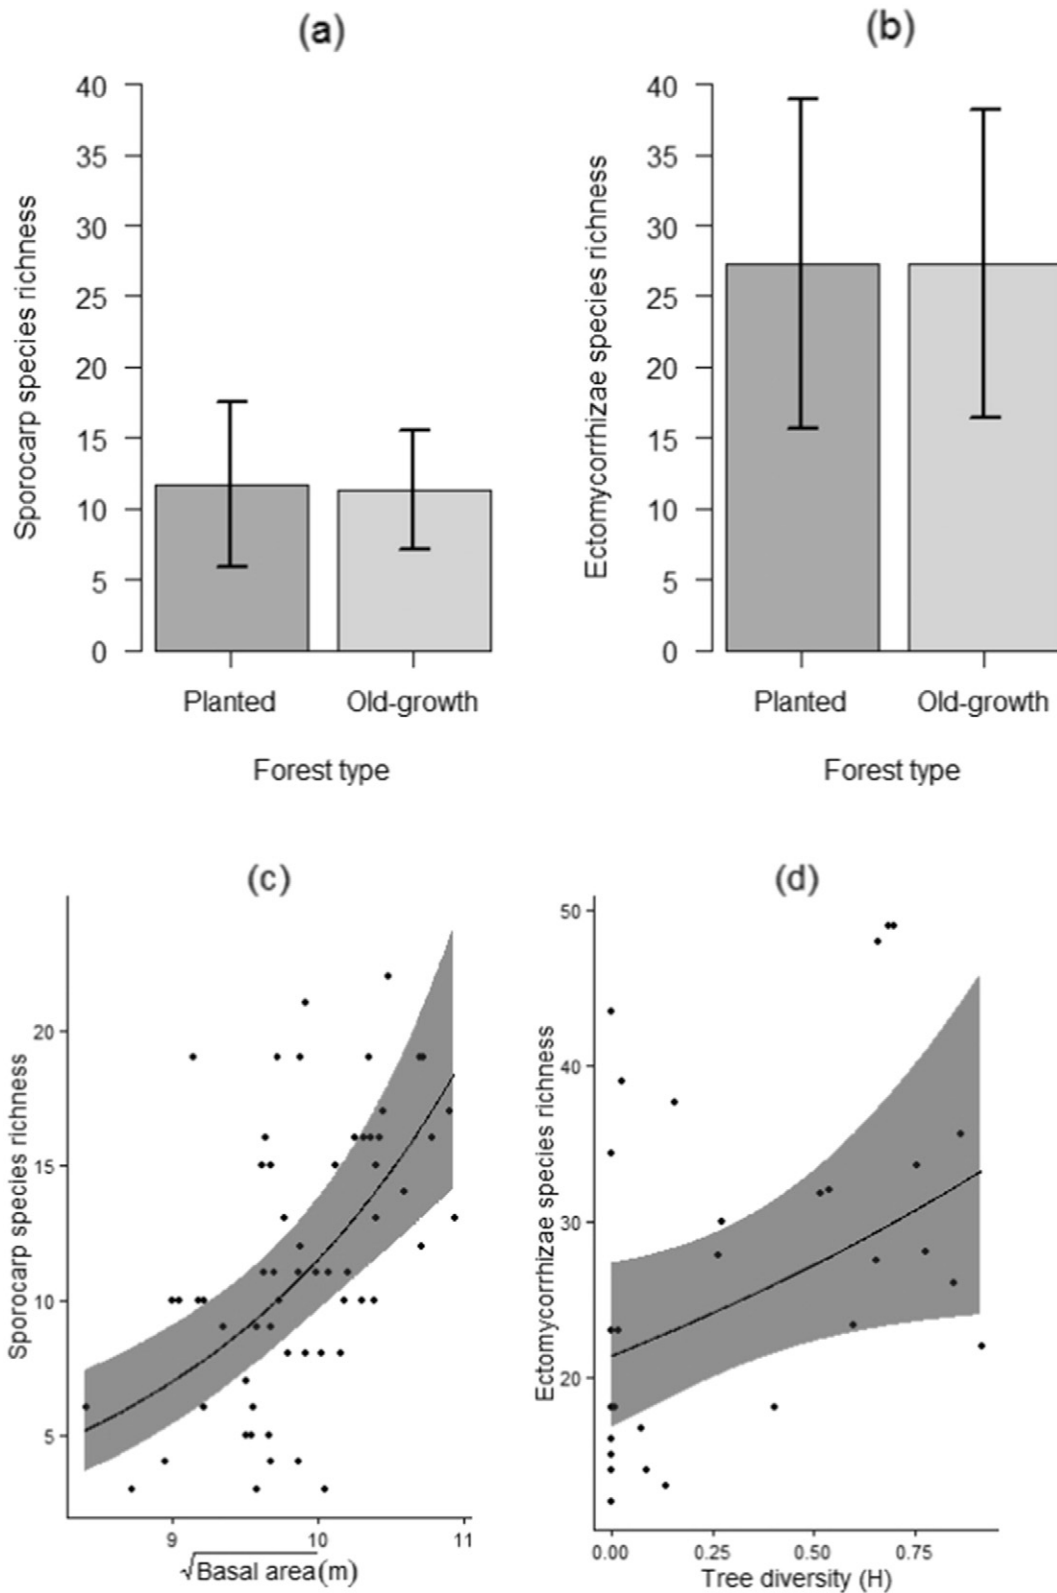 (a)
Sporocarp species richness
40
35
30
25
20
15
10
5
0
Planted
Old-growth
Forest type
(b)
Ectomycorrhizae species richness
40
35
30
25
20
15
10
5
0
Planted
Old-growth
Forest type
(c)
Sporocarp species richness
20
15
10
5
9
10
11
√Basal area(m)
(d)
Ectomycorrhizae species richness
50
40
30
20
0.00
0.25
0.50
0.75
Tree diversity (H)